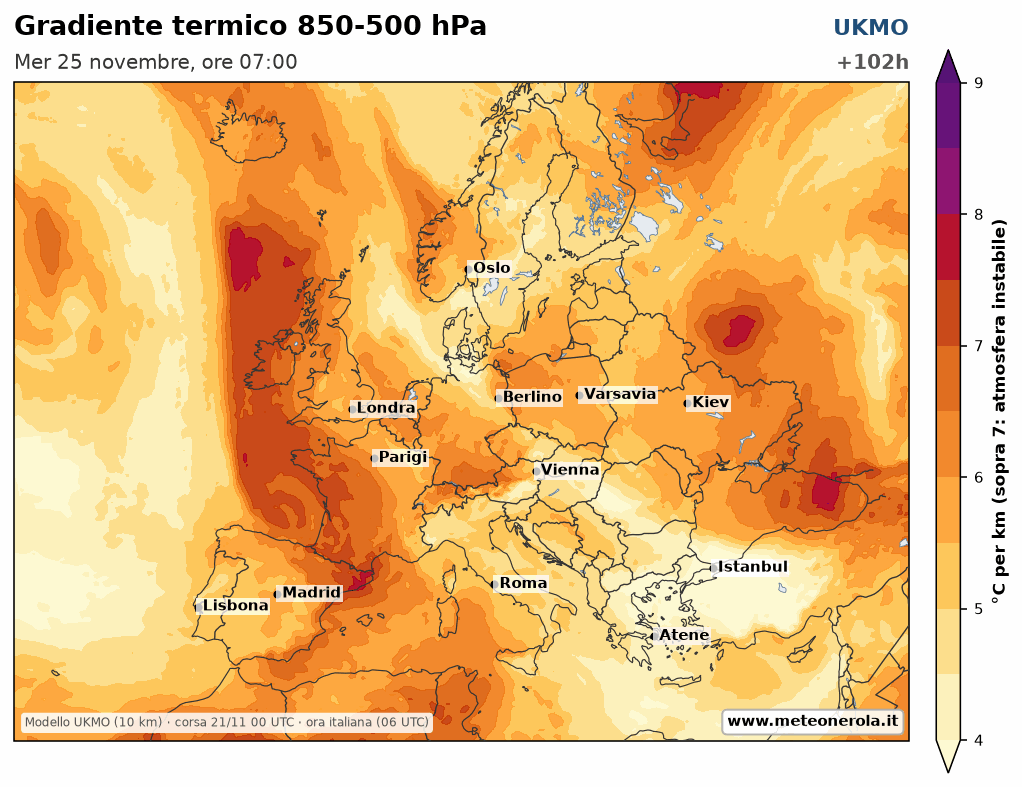 Gradiente termico 850-500 hPa
UKMO
Mer 25 novembre, ore 07:00
+102h
Oslo
Londra
Berlino
Varsavia
Kiev
Parigi
Vienna
Istanbul
Roma
Madrid
Lisbona
Atene
Modello UKMO (10 km) · corsa 21/11 00 UTC · ora italiana (06 UTC)
www.meteonerola.it
9
8
7
6
5
4
°C per km (sopra 7: atmosfera instabile)